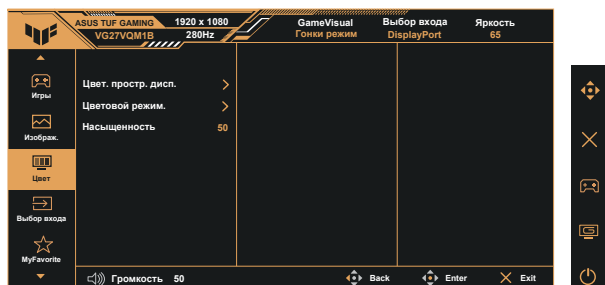 ASUS TUF GAMING 1920 x 1080 GameVisual Выбор входа Яркость
VG27VQM1B 280Hz Гонки режим DisplayPort 65
Игры
Цвет. простр. дисп. >
Цветовой режим. >
Насыщенность 50
Изображ.
Цвет
Выбор входа
MyFavorite
Громкость 50 Back Enter Exit